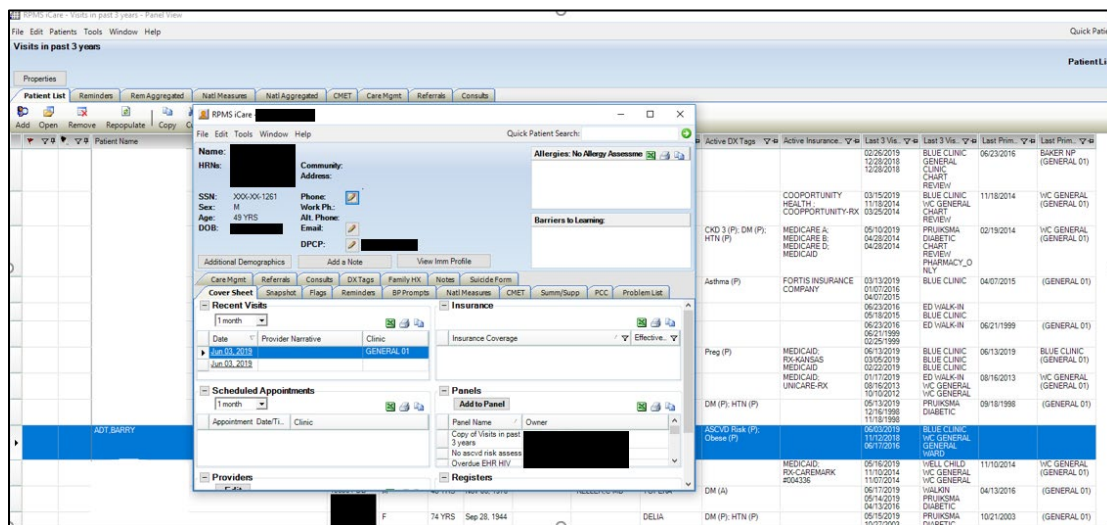 RPMS iCare - Visits in past 3 years - Panel View
File Edit Patients Tools Window Help
Quick Patie
Visits in past 3 years
Patient Li
Properties
Patient List Reminders Rem Aggregated Natl Measures Natl Aggregated CMET Care Mgmt Referrals Consults
Add Open Remove Repopulate Copy
Patient Name
Active DX Tags Active Insurance.. Last 3 Vis.. Last 3 Vis.. Last Prim.. Last Prim..
RPMS iCare -
File Edit Tools Window Help
Quick Patient Search:
Name:
HRNs:
Community:
Address:
SSN: XXX-XX-1261
Sex: M
Age: 49 YRS
DOB:
Phone:
Work Ph.:
Alt. Phone:
Email:
DPCP:
Allergies: No Allergy Assessme
Barriers to Learning:
Additional Demographics Add a Note View Imm Profile
Care Mgmt Referrals Consults DX Tags Family HX Notes Suicide Form
Cover Sheet Snapshot Flags Reminders BP Prompts Natl Measures CMET Summ/Supp PCC Problem List
Recent Visits
1 month
Date Provider Narrative Clinic
Jun 03, 2019 GENERAL 01
Jun 03, 2019
Insurance
Insurance Coverage Effective..
Scheduled Appointments
1 month
Appointment Date/Ti.. Clinic
Panels
Add to Panel
Panel Name Owner
Copy of Visits in past
3 years
No ascvd risk assess
Overdue EHR HIV
Providers
Edit
Registers
02/26/2019 BLUE CLINIC 06/23/2016 BAKER NP
12/28/2018 GENERAL (GENERAL 01)
12/28/2018 CLINIC
CHART
REVIEW
COOPORTUNITY 03/15/2019 BLUE CLINIC 11/18/2014 WC GENERAL
HEALTH ; 11/18/2014 WC GENERAL (GENERAL 01)
COOPPORTUNITY-RX 03/25/2014 CHART
REVIEW
CKD 3 (P); DM (P); MEDICARE A; 05/10/2019 PRUIKSMA 02/19/2014 WC GENERAL
HTN (P) MEDICARE B; 04/28/2014 DIABETIC (GENERAL 01)
MEDICARE D; 04/28/2014 CHART
MEDICAID REVIEW
PHARMACY_O
NLY
Asthma (P) FORTIS INSURANCE 03/13/2019 BLUE CLINIC 04/07/2015 (GENERAL 01)
COMPANY 01/07/2016
04/07/2015
06/23/2016 ED WALK-IN
05/18/2015 BLUE CLINIC
06/23/2016 ED WALK-IN 06/21/1999 (GENERAL 01)
06/21/1999
02/25/1999
Preg (P) MEDICAID; 06/13/2019 BLUE CLINIC 06/13/2019 BLUE CLINIC
RX-KANSAS 03/05/2019 BLUE CLINIC (GENERAL 01)
MEDICAID 02/22/2019 BLUE CLINIC
MEDICAID; 01/17/2019 ED WALK-IN 08/16/2013 WC GENERAL
UNICARE-RX 08/16/2013 WC GENERAL (GENERAL 01)
10/10/2012 WC GENERAL
DM (P); HTN (P) 05/13/2019 PRUIKSMA 09/18/1998 (GENERAL 01)
12/16/1998 DIABETIC
11/18/1998
ADT,BARRY ASCVD Risk (P); 06/03/2019 BLUE CLINIC
Obese (P) 11/12/2018 WC GENERAL
06/17/2016 GENERAL
WARD
MEDICAID; 05/16/2019 WELL CHILD 11/10/2014 WC GENERAL
RX-CAREMARK 11/10/2014 WC GENERAL (GENERAL 01)
#004336 11/07/2014 WC GENERAL
DM (A) 06/17/2019 WALKIN 04/13/2016 (GENERAL 01)
05/14/2019 PRUIKSMA
04/13/2016 DIABETIC
F 74 YRS Sep 28, 1944 DELIA DM (P); HTN (P) 05/15/2019 PRUIKSMA 10/21/2003 (GENERAL 01)